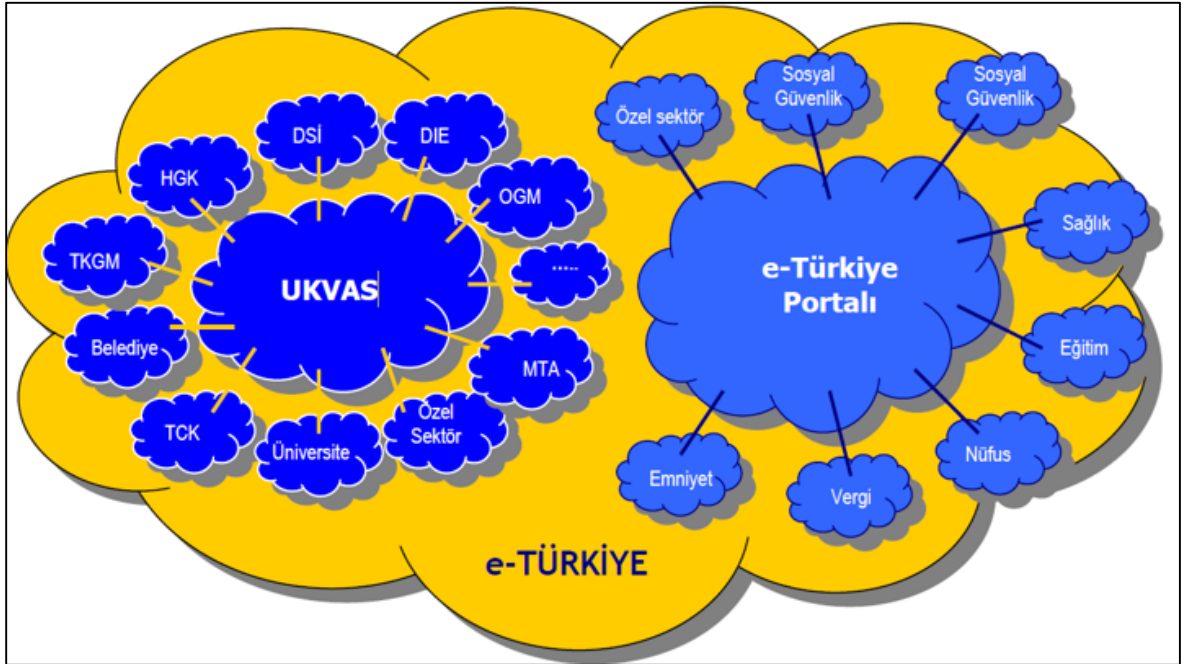 DSİ
DIE
HGK
OGM
TKGM
.....
UKVAS
Belediye
MTA
TCK
Üniversite
Özel
Sektör
Özel sektör
Sosyal
Güvenlik
Sosyal
Güvenlik
Sağlık
e-Türkiye
Portalı
Eğitim
Nüfus
Vergi
Emniyet
e-TÜRKİYE